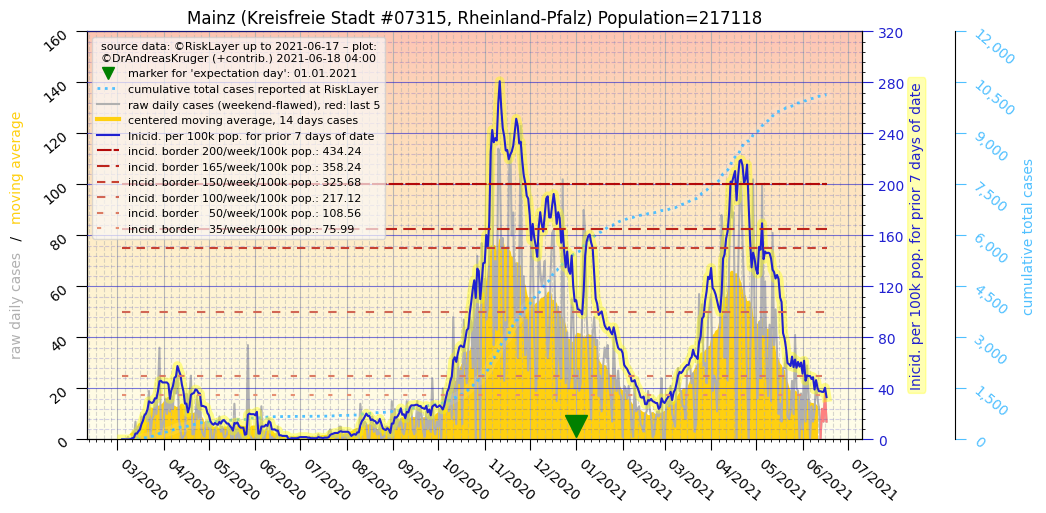 Mainz (Kreisfreie Stadt #07315, Rheinland-Pfalz) Population=217118
source data: ©RiskLayer up to 2021-06-17 – plot:
©DrAndreasKruger (+contrib.) 2021-06-18 04:00
marker for 'expectation day': 01.01.2021
cumulative total cases reported at RiskLayer
raw daily cases (weekend-flawed), red: last 5
centered moving average, 14 days cases
Inicid. per 100k pop. for prior 7 days of date
incid. border 200/week/100k pop.: 434.24
incid. border 165/week/100k pop.: 358.24
incid. border 150/week/100k pop.: 325.68
incid. border 100/week/100k pop.: 217.12
incid. border   50/week/100k pop.: 108.56
incid. border   35/week/100k pop.: 75.99
raw daily cases   /   moving average
160
140
120
100
80
60
40
20
0
03/2020
04/2020
05/2020
06/2020
07/2020
08/2020
09/2020
10/2020
11/2020
12/2020
01/2021
02/2021
03/2021
04/2021
05/2021
06/2021
07/2021
320
280
240
200
160
120
80
40
0
Inicid. per 100k pop. for prior 7 days of date
12,000
10,500
9,000
7,500
6,000
4,500
3,000
1,500
0
cumulative total cases